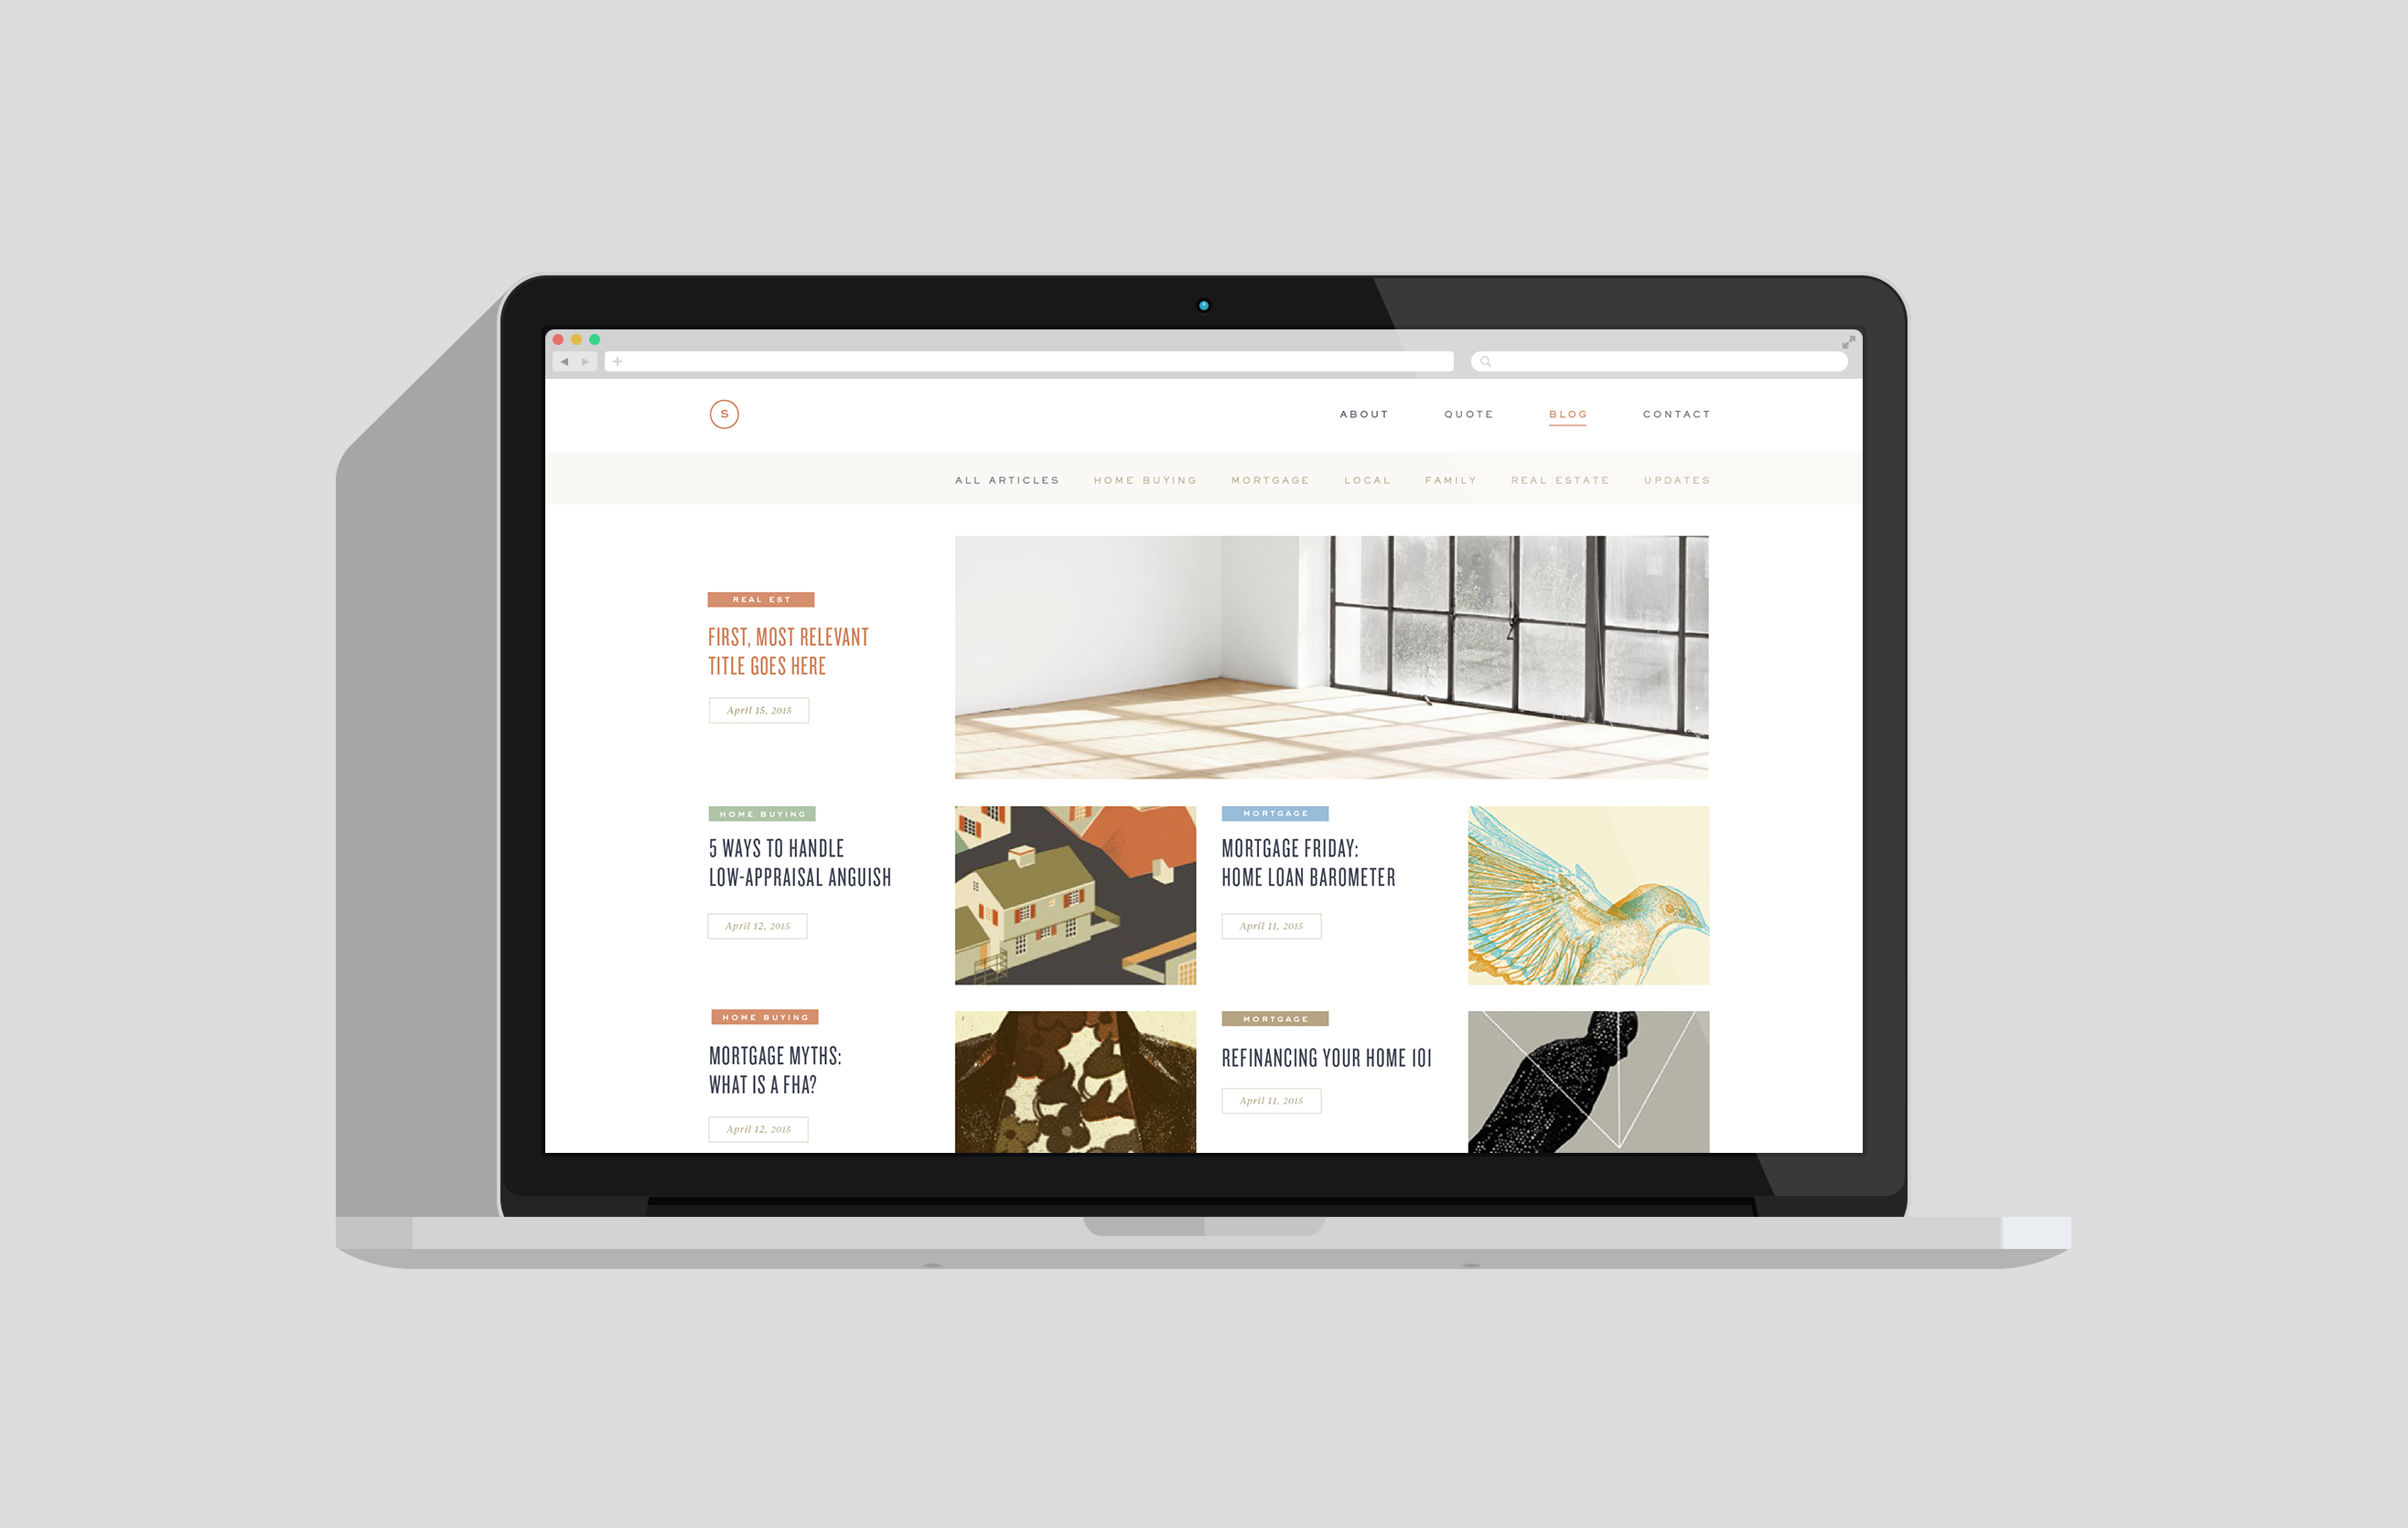 S
ABOUT QUOTE BLOG CONTACT
ALL ARTICLES HOME BUYING MORTGAGE LOCAL FAMILY REAL ESTATE UPDATES
REAL EST
FIRST, MOST RELEVANT
TITLE GOES HERE
April 15, 2015
HOME BUYING
5 WAYS TO HANDLE
LOW-APPRAISAL ANGUISH
April 12, 2015
MORTGAGE
MORTGAGE FRIDAY:
HOME LOAN BAROMETER
April 11, 2015
HOME BUYING
MORTGAGE MYTHS:
WHAT IS A FHA?
April 12, 2015
MORTGAGE
REFINANCING YOUR HOME 101
April 11, 2015